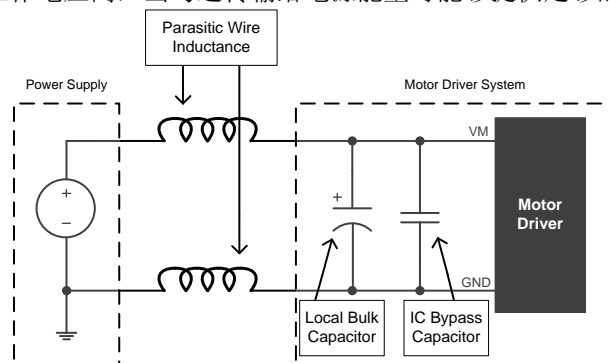 Parasitic Wire
Inductance
Power Supply
Motor Driver System
VM
+
–
+
Motor
Driver
GND
Local Bulk
Capacitor
IC Bypass
Capacitor